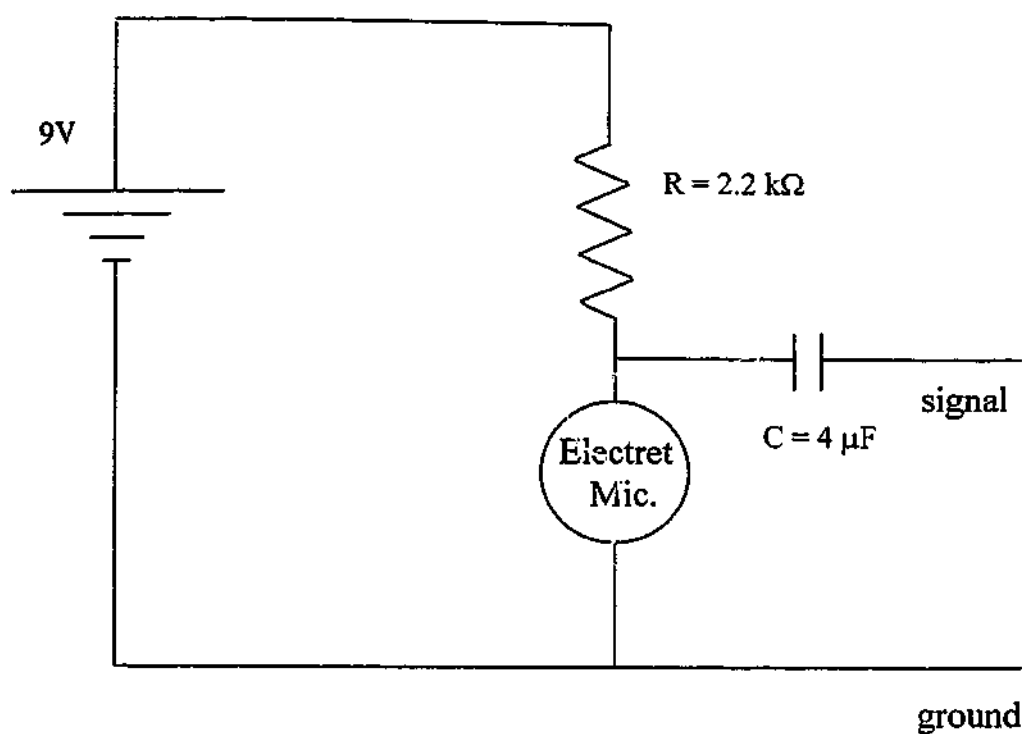 9V
R = 2.2 kΩ
signal
C = 4 μF
Electret
Mic.
ground